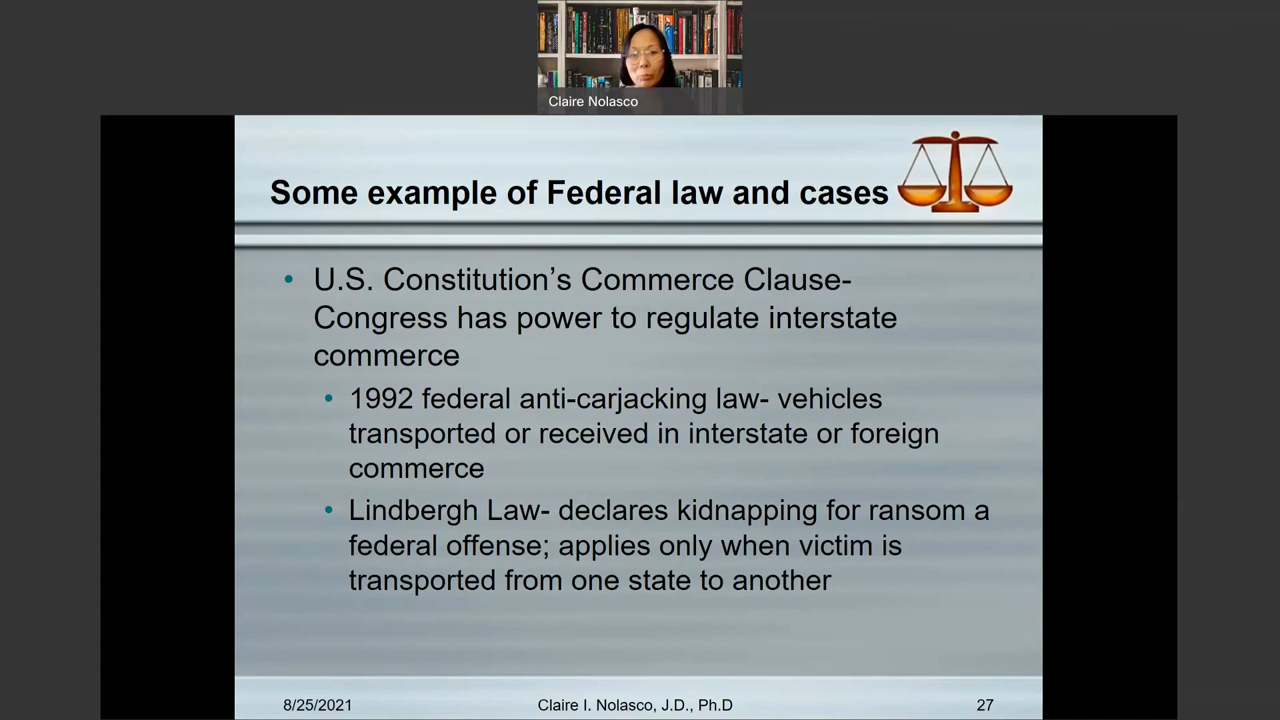 Claire Nolasco
Some example of Federal law and cases
• U.S. Constitution’s Commerce Clause-
Congress has power to regulate interstate
commerce
• 1992 federal anti-carjacking law- vehicles
transported or received in interstate or foreign
commerce
• Lindbergh Law- declares kidnapping for ransom a
federal offense; applies only when victim is
transported from one state to another
8/25/2021
Claire I. Nolasco, J.D., Ph.D
27